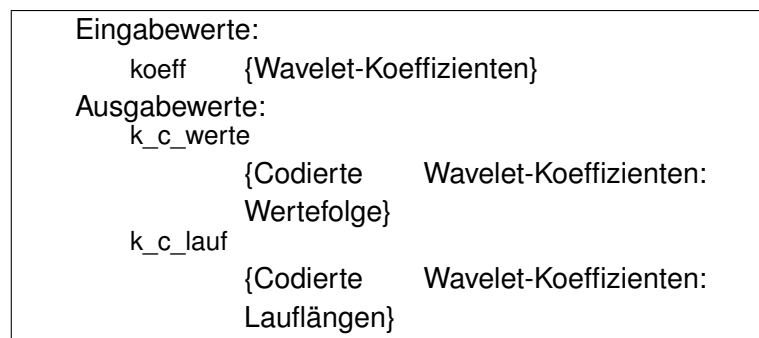 Eingabewerte:
koeff {Wavelet-Koeffizienten}
Ausgabewerte:
k_c_werte
{Codierte Wavelet-Koeffizienten:
Wertefolge}
k_c_lauf
{Codierte Wavelet-Koeffizienten:
Lauflängen}